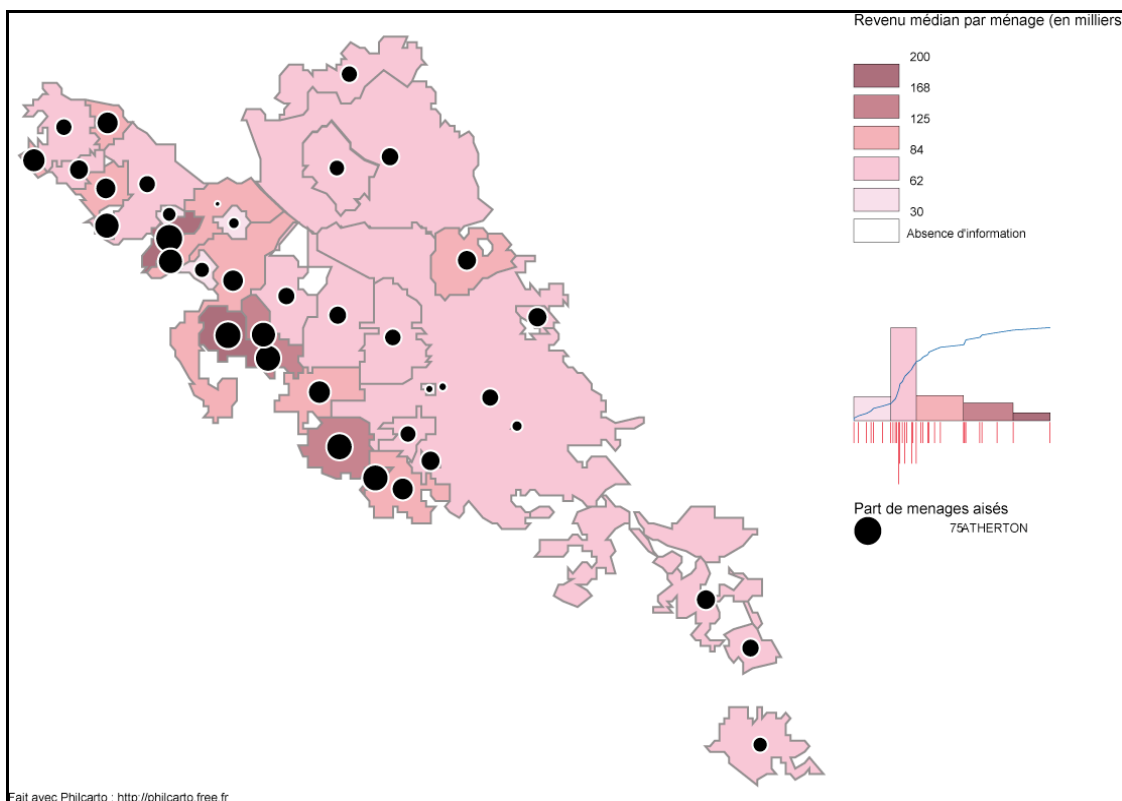 Revenu médian par ménage (en milliers
200
168
125
84
62
30
Absence d'information
Part de menages aisés
75ATHERTON
Fait avec Philcarto : http://philcarto.free.fr